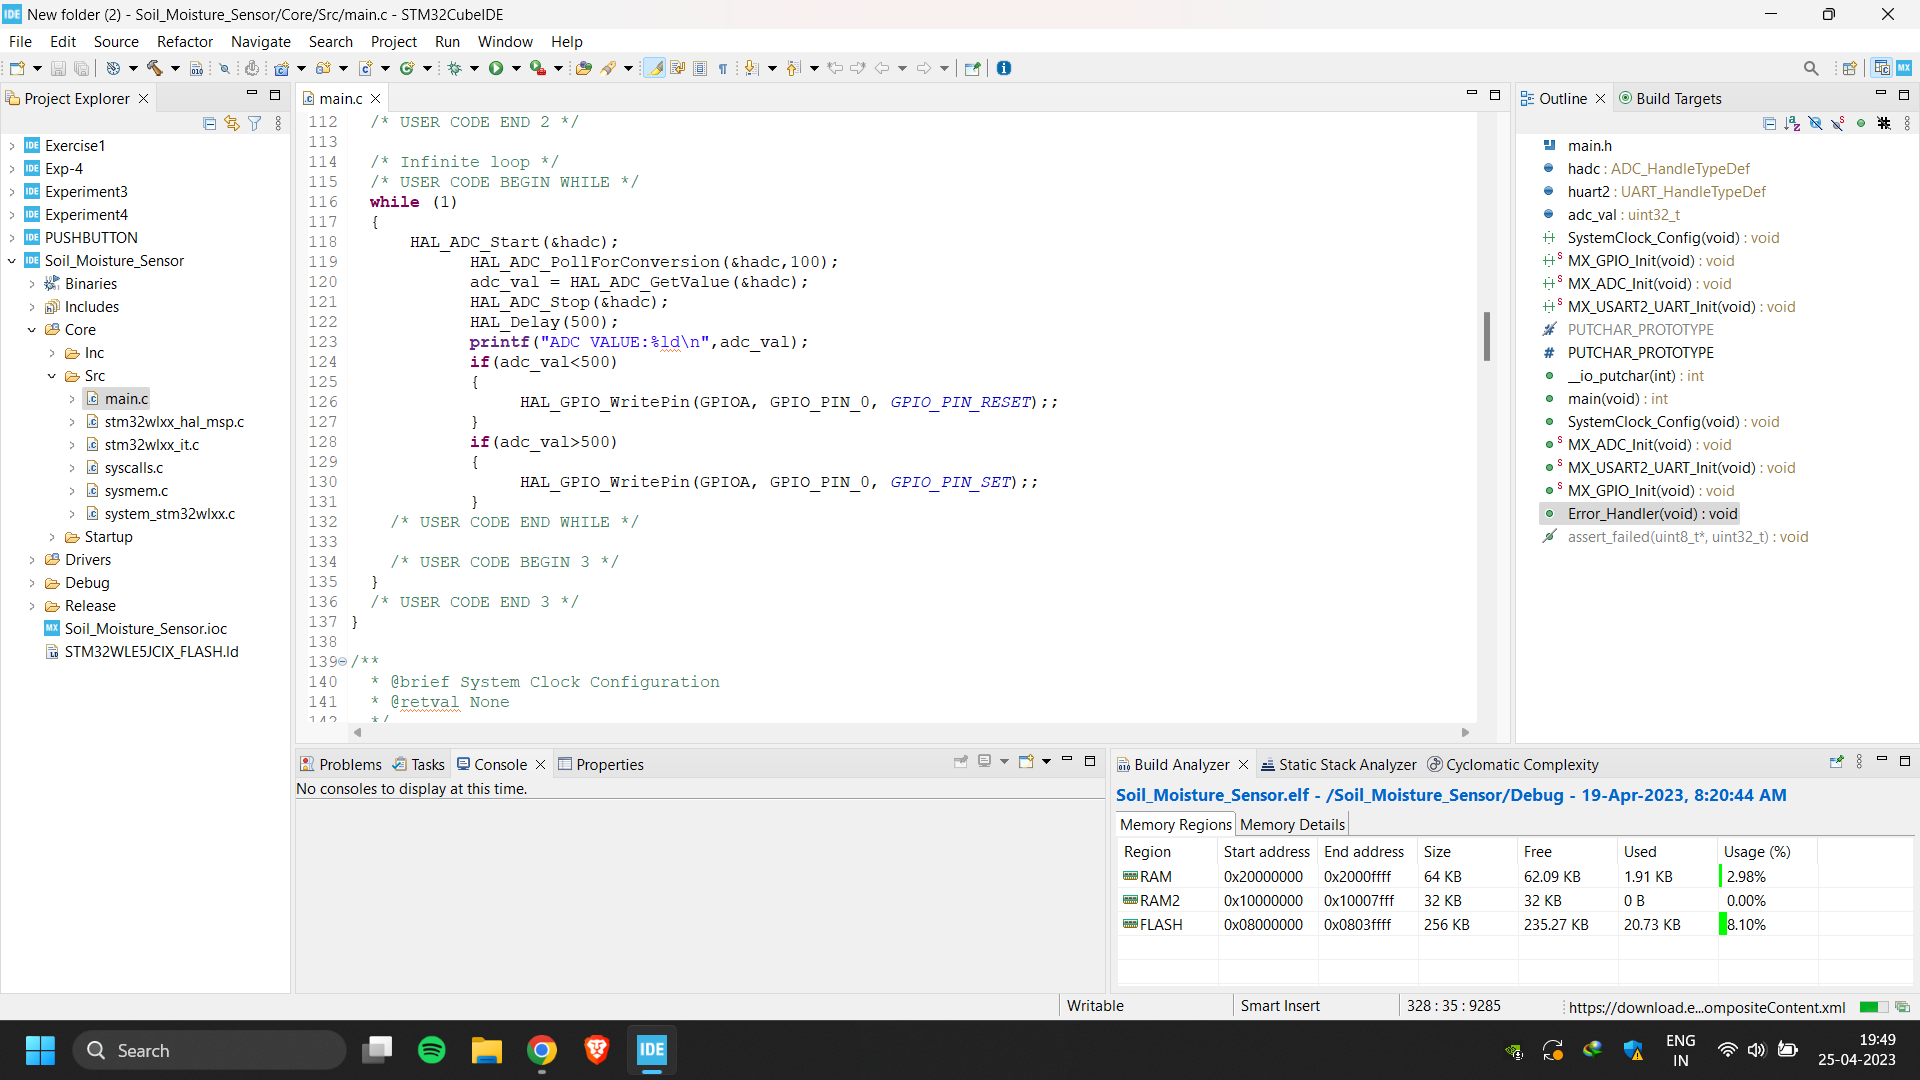 New folder (2) - Soil_Moisture_Sensor/Core/Src/main.c - STM32CubeIDE
File Edit Source Refactor Navigate Search Project Run Window Help
Project Explorer
Exercise1
Exp-4
Experiment3
Experiment4
PUSHBUTTON
Soil_Moisture_Sensor
Binaries
Includes
Core
Inc
Src
main.c
stm32wlxx_hal_msp.c
stm32wlxx_it.c
syscalls.c
sysmem.c
system_stm32wlxx.c
Startup
Drivers
Debug
Release
Soil_Moisture_Sensor.ioc
STM32WLE5JCIX_FLASH.ld
main.c
112 /* USER CODE END 2 */
113
114 /* Infinite loop */
115 /* USER CODE BEGIN WHILE */
116 while (1)
117 {
118 HAL_ADC_Start(&hadc);
119 HAL_ADC_PollForConversion(&hadc,100);
120 adc_val = HAL_ADC_GetValue(&hadc);
121 HAL_ADC_Stop(&hadc);
122 HAL_Delay(500);
123 printf("ADC VALUE:%ld\n",adc_val);
124 if(adc_val<500)
125 {
126 HAL_GPIO_WritePin(GPIOA, GPIO_PIN_0, GPIO_PIN_RESET);;
127 }
128 if(adc_val>500)
129 {
130 HAL_GPIO_WritePin(GPIOA, GPIO_PIN_0, GPIO_PIN_SET);;
131 }
132 /* USER CODE END WHILE */
133
134 /* USER CODE BEGIN 3 */
135 }
136 /* USER CODE END 3 */
137 }
138
139 /**
140 * @brief System Clock Configuration
141 * @retval None
142 */
Outline Build Targets
main.h
hadc : ADC_HandleTypeDef
huart2 : UART_HandleTypeDef
adc_val : uint32_t
SystemClock_Config(void) : void
MX_GPIO_Init(void) : void
MX_ADC_Init(void) : void
MX_USART2_UART_Init(void) : void
PUTCHAR_PROTOTYPE
PUTCHAR_PROTOTYPE
__io_putchar(int) : int
main(void) : int
SystemClock_Config(void) : void
MX_ADC_Init(void) : void
MX_USART2_UART_Init(void) : void
MX_GPIO_Init(void) : void
Error_Handler(void) : void
assert_failed(uint8_t*, uint32_t) : void
Problems Tasks Console Properties
No consoles to display at this time.
Build Analyzer Static Stack Analyzer Cyclomatic Complexity
Soil_Moisture_Sensor.elf - /Soil_Moisture_Sensor/Debug - 19-Apr-2023, 8:20:44 AM
Memory Regions Memory Details
Region Start address End address Size Free Used Usage (%)
RAM 0x20000000 0x2000ffff 64 KB 62.09 KB 1.91 KB 2.98%
RAM2 0x10000000 0x10007fff 32 KB 32 KB 0 B 0.00%
FLASH 0x08000000 0x0803ffff 256 KB 235.27 KB 20.73 KB 8.10%
Writable Smart Insert 328 : 35 : 9285 https://download.e...ompositeContent.xml
Search
IDE
ENG
IN
19:49
25-04-2023